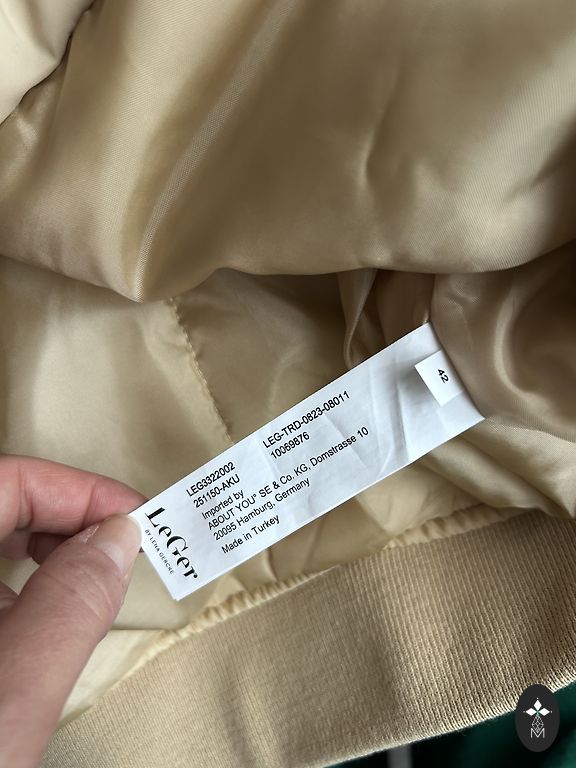 LEG3322002 LEG-TRD-0823-08011
251150-AKU 10069876
Imported by
ABOUT YOU° SE & Co. KG, Domstrasse 10
20095 Hamburg, Germany
Made in Turkey
LeGer
BY LENA GERCKE
42
M